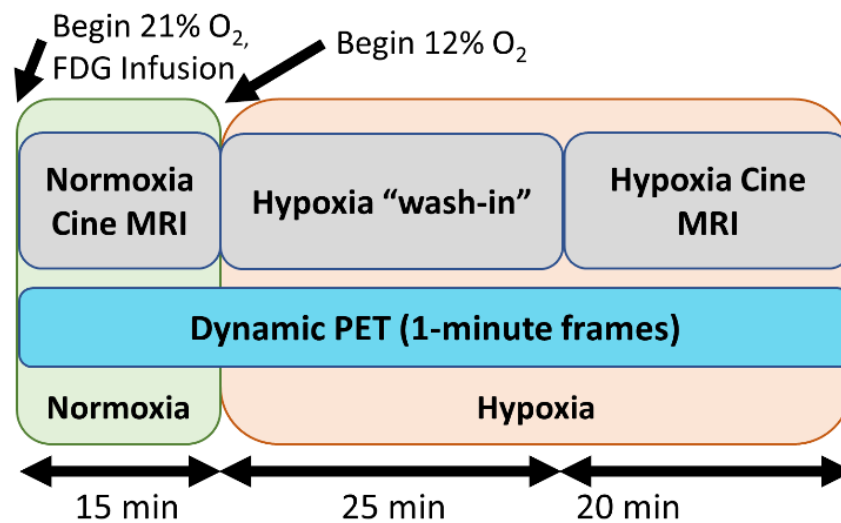 Begin 21% O₂,
FDG Infusion
Begin 12% O₂
Normoxia
Cine MRI
Hypoxia “wash-in”
Hypoxia Cine
MRI
Dynamic PET (1-minute frames)
Normoxia
Hypoxia
15 min
25 min
20 min